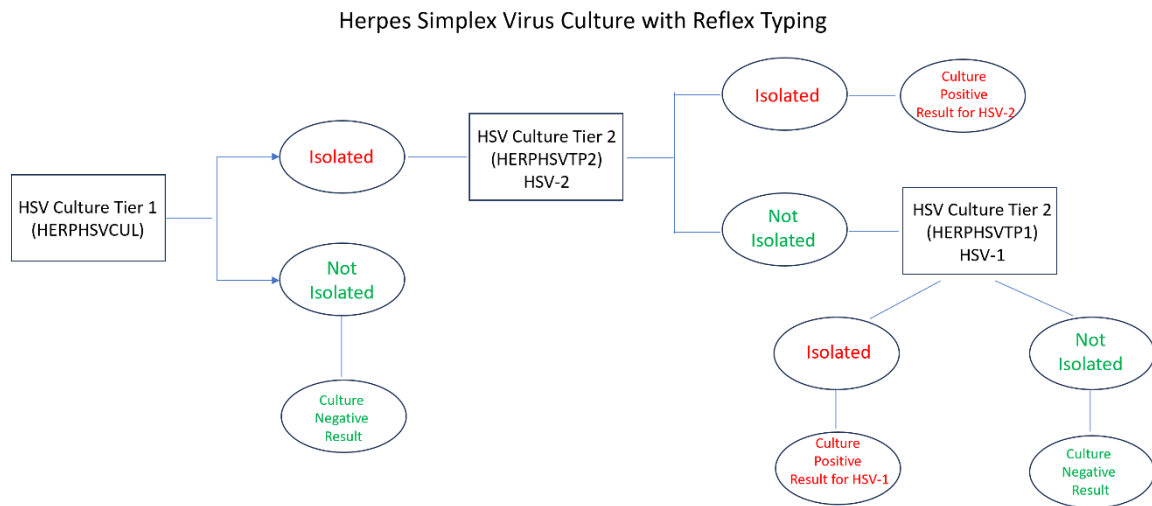 Herpes Simplex Virus Culture with Reflex Typing
HSV Culture Tier 1
(HERPHSVCUL)
Isolated
Not
Isolated
Culture
Negative
Result
HSV Culture Tier 2
(HERPHSVTP2)
HSV-2
Isolated
Culture
Positive
Result for HSV-2
Not
Isolated
HSV Culture Tier 2
(HERPHSVTP1)
HSV-1
Isolated
Culture
Positive
Result for HSV-1
Not
Isolated
Culture
Negative
Result